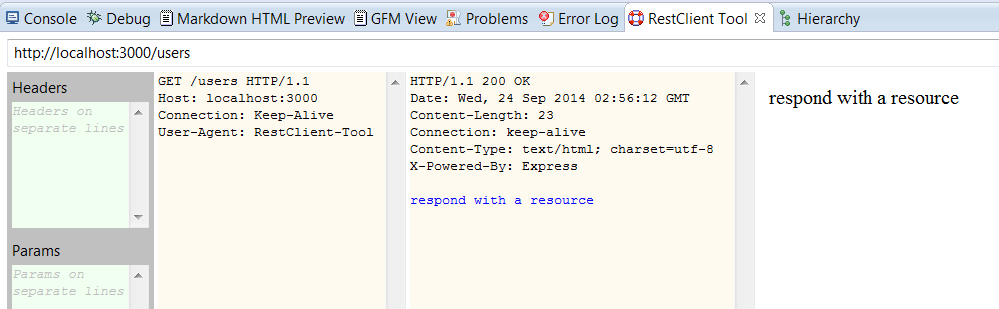 Console Debug Markdown HTML Preview GFM View Problems Error Log RestClient Tool Hierarchy
http://localhost:3000/users
Headers
Headers on
separate lines
Params
Params on
separate lines
GET /users HTTP/1.1
Host: localhost:3000
Connection: Keep-Alive
User-Agent: RestClient-Tool
HTTP/1.1 200 OK
Date: Wed, 24 Sep 2014 02:56:12 GMT
Content-Length: 23
Connection: keep-alive
Content-Type: text/html; charset=utf-8
X-Powered-By: Express
respond with a resource
respond with a resource